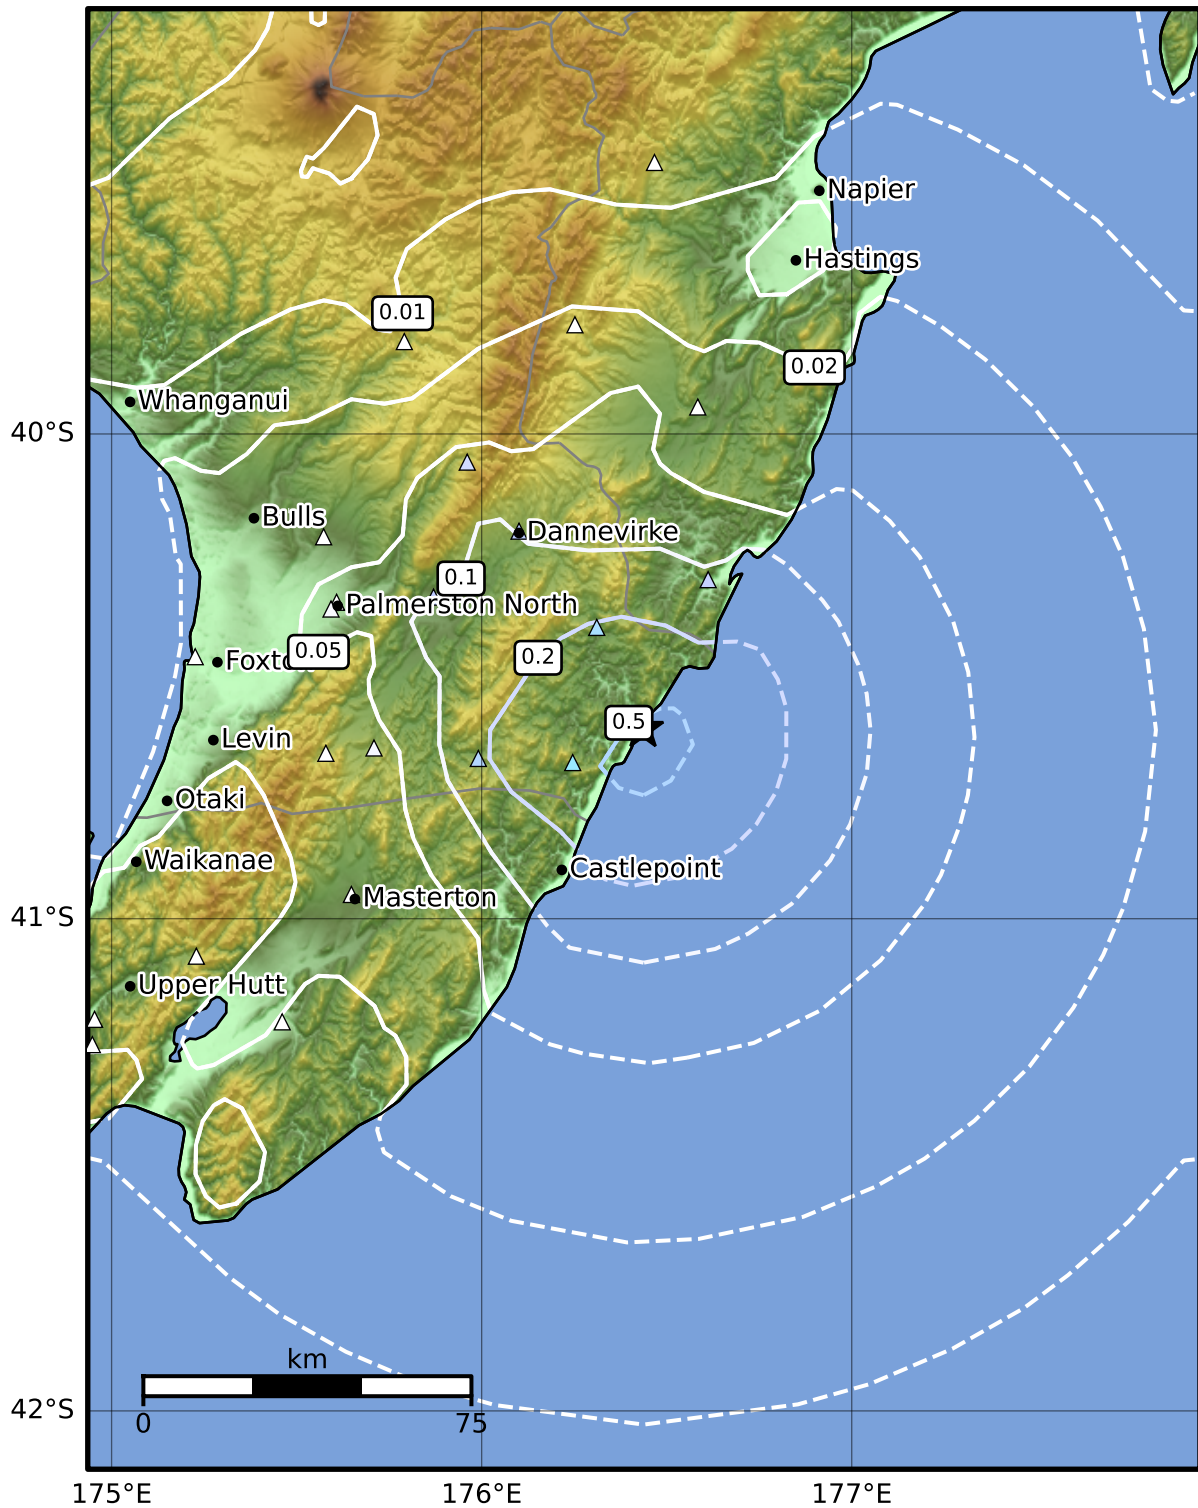 Napier
Hastings
0.01
0.02
Whanganui
40°S
Bulls
Dannevirke
0.1
Palmerston North
0.05
0.2
Foxto
0.5
Levin
Otaki
Waikanae
Castlepoint
Masterton
41°S
Upper Hutt
km
0 75
42°S
175°E 176°E 177°E